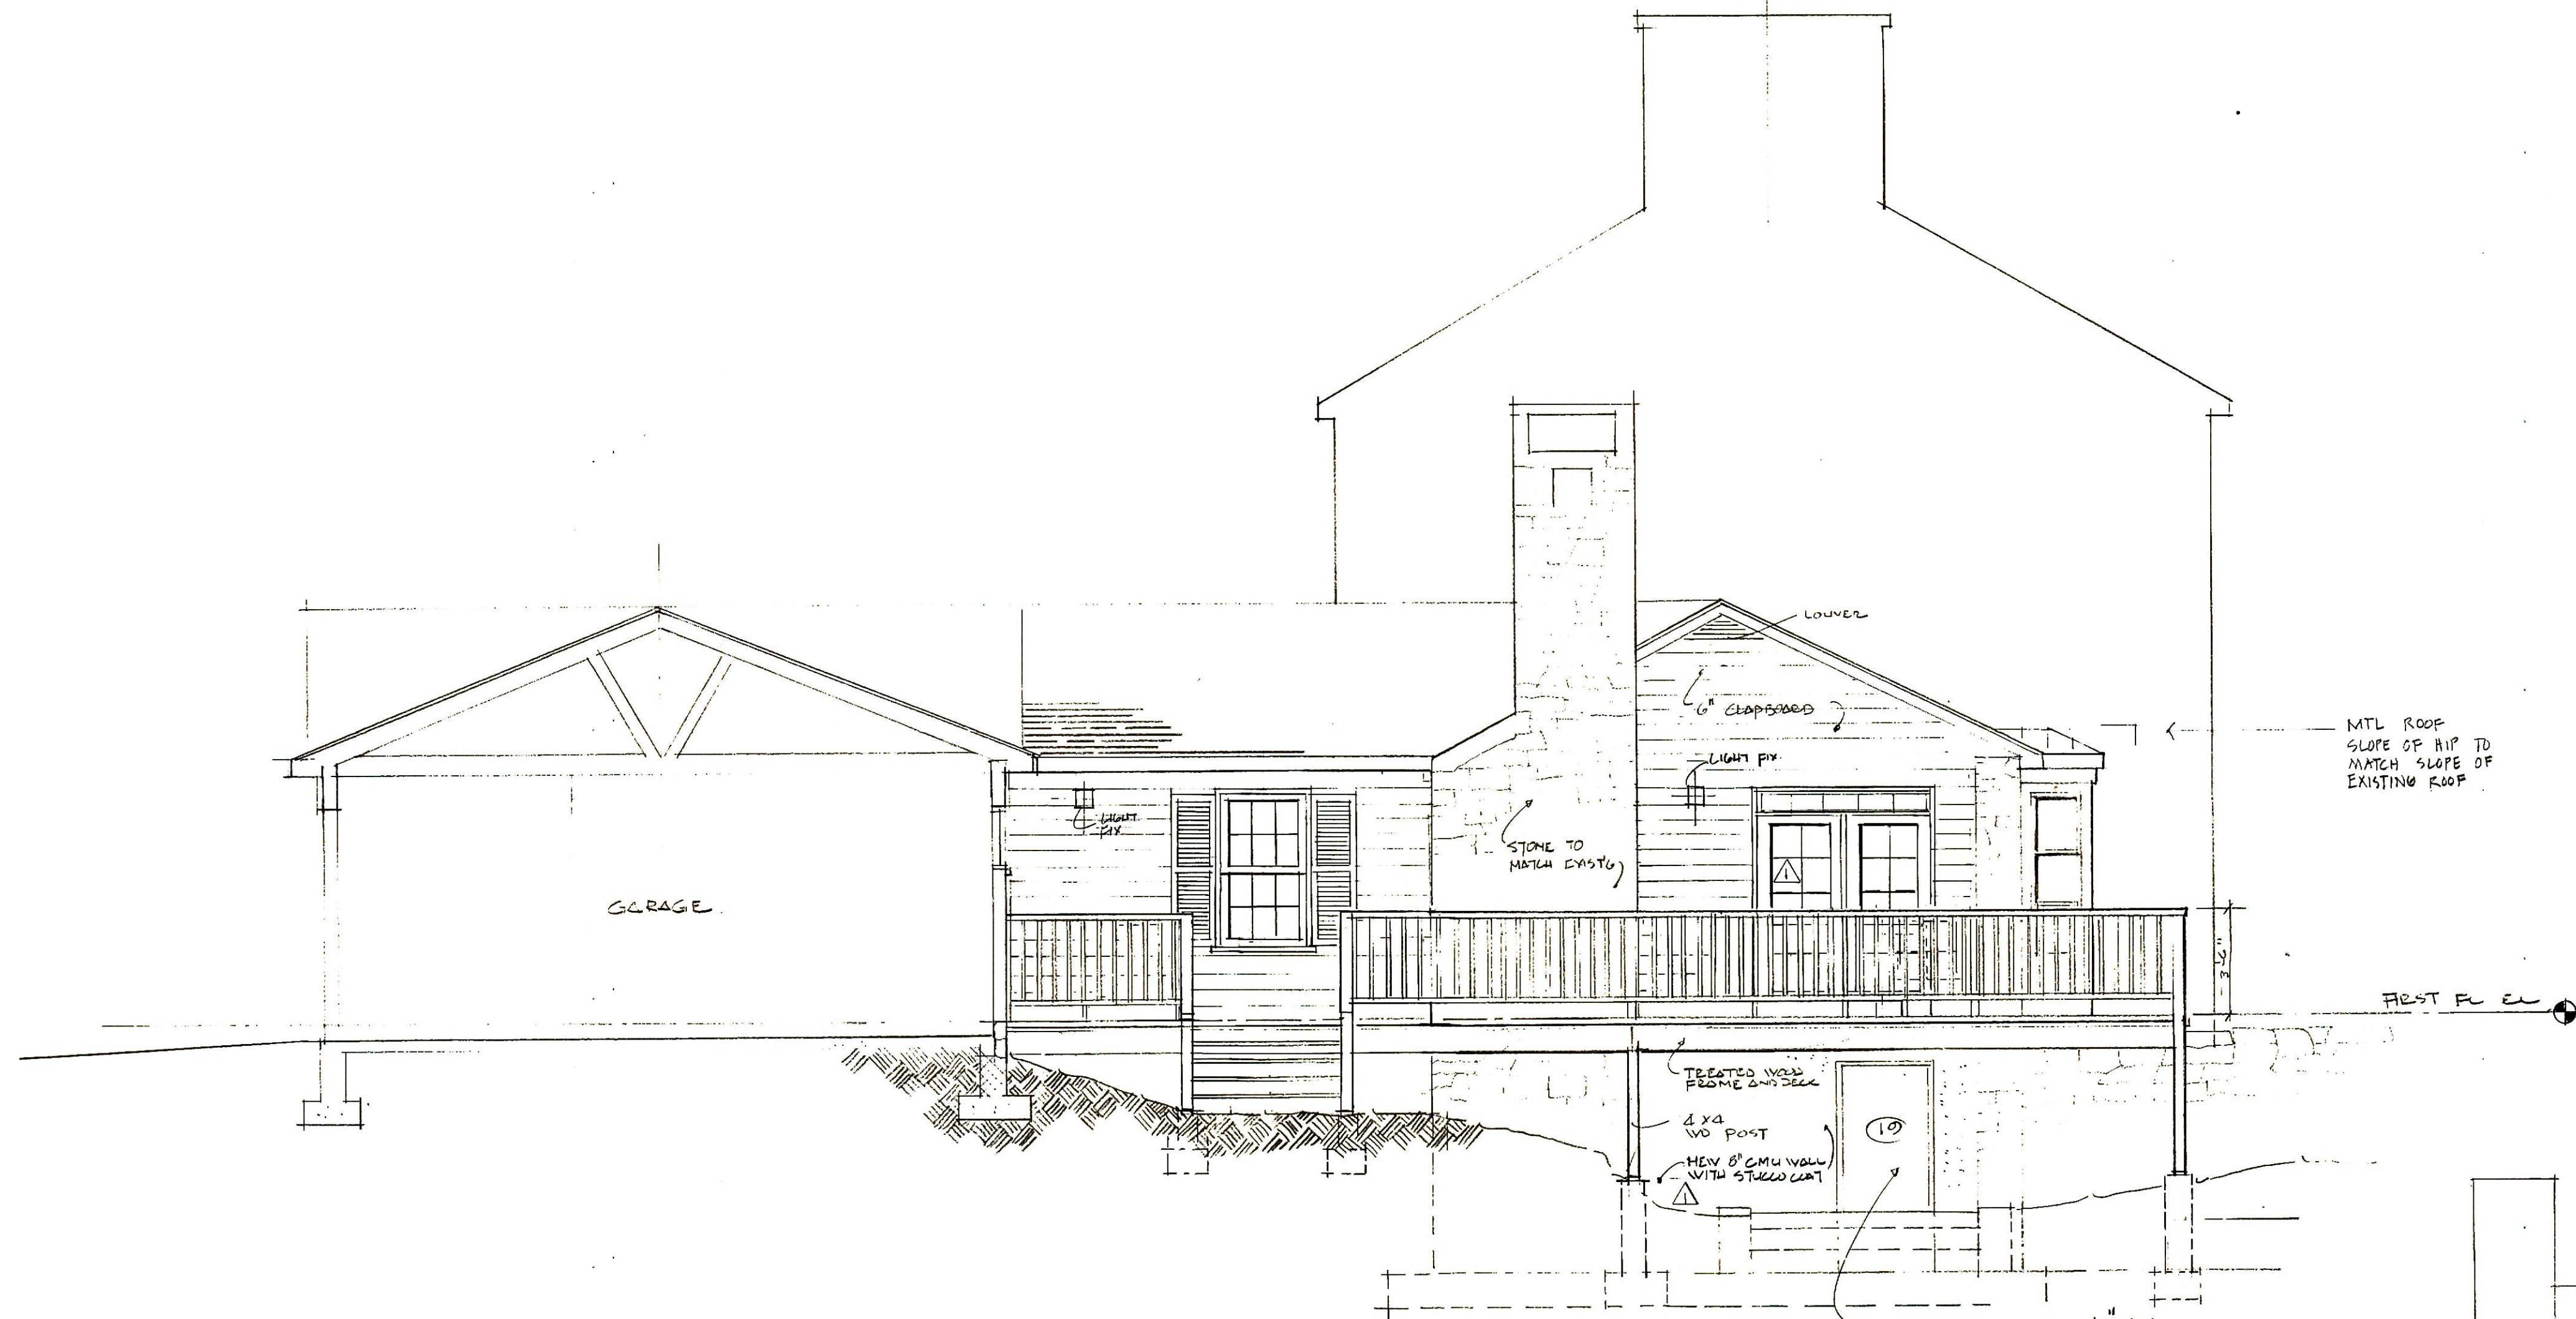 LOUVER
6" CLAPBOARD
MTL ROOF
SLOPE OF HIP TO
MATCH SLOPE OF
EXISTING ROOF
LIGHT FIX.
LIGHT
FIX
STONE TO
MATCH EXIST'G
1
GARAGE
3'-6"
FIRST FL EL
TREATED WOOD
FRAME AND DECK
4x4
WD POST
19
NEW 8" CMU WALL
WITH STUCCO COAT
1